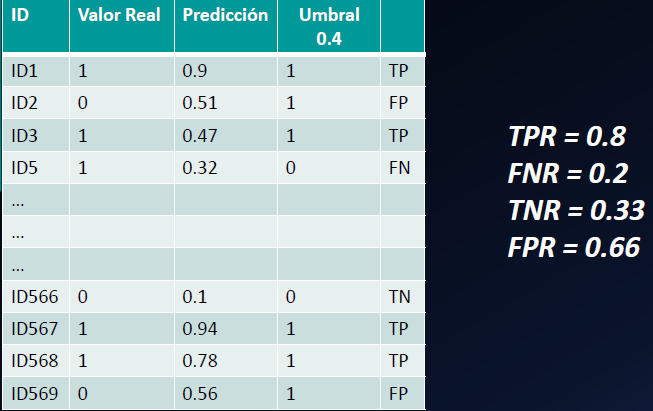 ID Valor Real Predicción Umbral 0.4
ID1 1 0.9 1 TP
ID2 0 0.51 1 FP
ID3 1 0.47 1 TP
ID5 1 0.32 0 FN
...
...
...
ID566 0 0.1 0 TN
ID567 1 0.94 1 TP
ID568 1 0.78 1 TP
ID569 0 0.56 1 FP
TPR = 0.8
FNR = 0.2
TNR = 0.33
FPR = 0.66